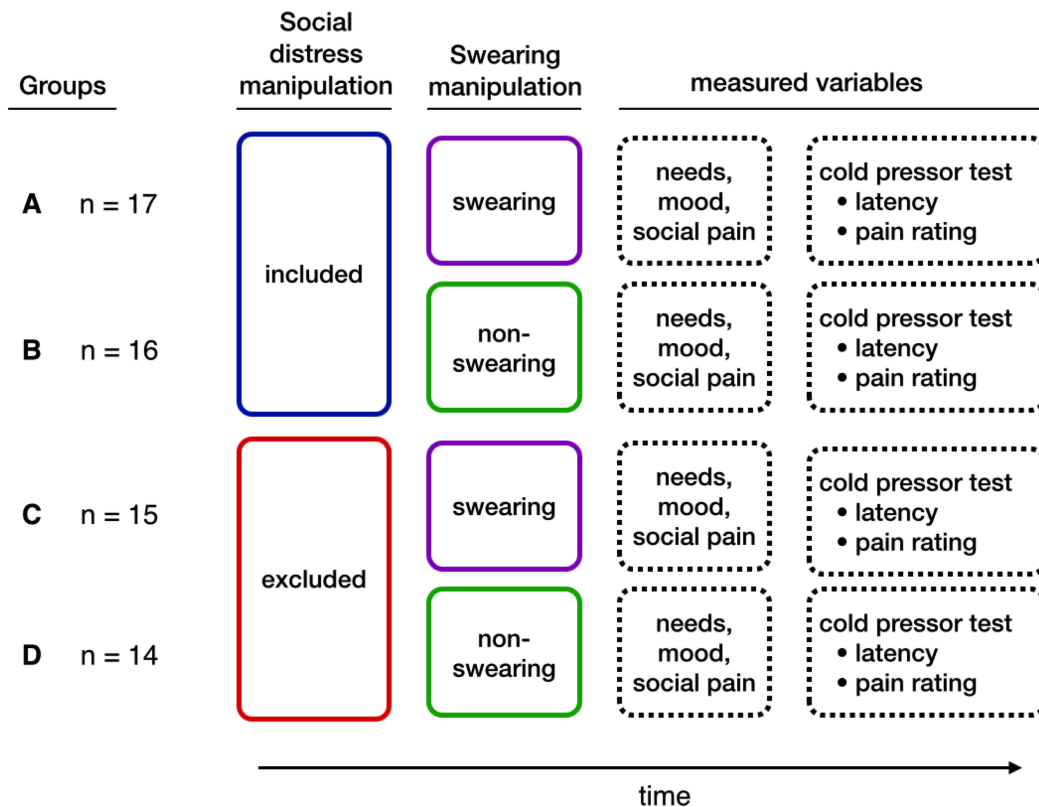 Groups
Social
distress
manipulation
Swearing
manipulation
measured variables
A n = 17
included
swearing
needs,
mood,
social pain
cold pressor test
• latency
• pain rating
B n = 16
non-
swearing
needs,
mood,
social pain
cold pressor test
• latency
• pain rating
C n = 15
excluded
swearing
needs,
mood,
social pain
cold pressor test
• latency
• pain rating
D n = 14
non-
swearing
needs,
mood,
social pain
cold pressor test
• latency
• pain rating
time